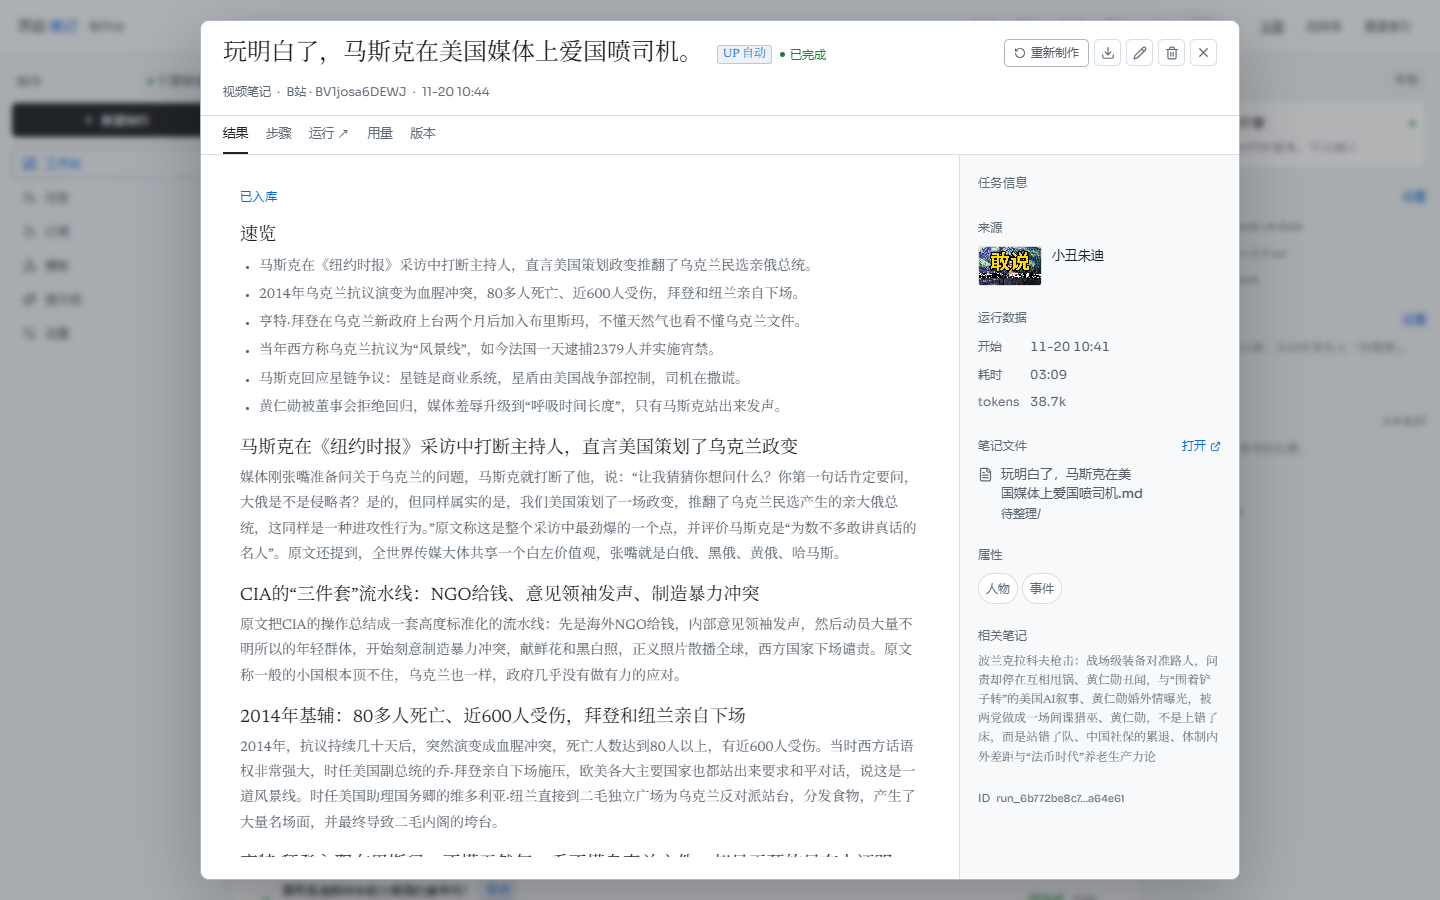 玩明白了，马斯克在美国媒体上爱国喷司机。 UP 自动 已完成
重新制作
视频笔记 · B站 · BV1josa6DEWJ · 11-20 10:44
结果 步骤 运行 ↗ 用量 版本
已入库
速览
• 马斯克在《纽约时报》采访中打断主持人，直言美国策划政变推翻了乌克兰民选亲俄总统。
• 2014年乌克兰抗议演变为血腥冲突，80多人死亡、近600人受伤，拜登和纽兰亲自下场。
• 亨特·拜登在乌克兰新政府上台两个月后加入布里斯玛，不懂天然气也看不懂乌克兰文件。
• 当年西方称乌克兰抗议为“风景线”，如今法国一天逮捕2379人并实施宵禁。
• 马斯克回应星链争议：星链是商业系统，星盾由美国战争部控制，司机在撒谎。
• 黄仁勋被董事会拒绝回归，媒体羞辱升级到“呼吸时间长度”，只有马斯克站出来发声。
马斯克在《纽约时报》采访中打断主持人，直言美国策划了乌克兰政变
媒体刚张嘴准备问关于乌克兰的问题，马斯克就打断了他，说：“让我猜猜你想问什么？你第一句话肯定要问，
大俄是不是侵略者？是的，但同样属实的是，我们美国策划了一场政变，推翻了乌克兰民选产生的亲大俄总
统，这同样是一种进攻性行为。”原文称这是整个采访中最劲爆的一个点，并评价马斯克是“为数不多敢讲真话的
名人”。原文还提到，全世界传媒大体共享一个白左价值观，张嘴就是白俄、黑俄、黄俄、哈马斯。
CIA的“三件套”流水线：NGO给钱、意见领袖发声、制造暴力冲突
原文把CIA的操作总结成一套高度标准化的流水线：先是海外NGO给钱，内部意见领袖发声，然后动员大量不
明所以的年轻群体，开始刻意制造暴力冲突，献鲜花和黑白照，正义照片散播全球，西方国家下场谴责。原文
称一般的小国根本顶不住，乌克兰也一样，政府几乎没有做有力的应对。
2014年基辅：80多人死亡、近600人受伤，拜登和纽兰亲自下场
2014年，抗议持续几十天后，突然演变成血腥冲突，死亡人数达到80人以上，有近600人受伤。当时西方话语
权非常强大，时任美国副总统的乔·拜登亲自下场施压，欧美各大主要国家也都站出来要求和平对话，说这是一
道风景线。时任美国助理国务卿的维多利亚·纽兰直接到二毛独立广场为乌克兰反对派站台，分发食物，产生了
大量名场面，并最终导致二毛内阁的垮台。
任务信息
来源
敢说
小丑朱迪
运行数据
开始 11-20 10:41
耗时 03:09
tokens 38.7k
笔记文件 打开
玩明白了，马斯克在美
国媒体上爱国喷司机.md
待整理/
属性
人物 事件
相关笔记
波兰克拉科夫枪击：战场级装备对准路人，问
责却停在互相甩锅、黄仁勋丑闻，与“围着铲
子转”的美国AI叙事、黄仁勋婚外情曝光，被
两党做成一场间谍猎巫、黄仁勋，不是上错了
床，而是站错了队、中国社保的累退、体制内
外差距与“法币时代”养老生产力论
ID run_6b772be8c7...a64e61